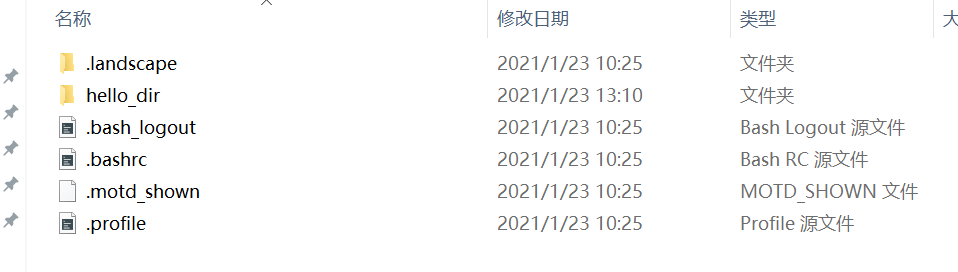 名称 修改日期 类型 大
.landscape 2021/1/23 10:25 文件夹
hello_dir 2021/1/23 13:10 文件夹
.bash_logout 2021/1/23 10:25 Bash Logout 源文件
.bashrc 2021/1/23 10:25 Bash RC 源文件
.motd_shown 2021/1/23 10:25 MOTD_SHOWN 文件
.profile 2021/1/23 10:25 Profile 源文件